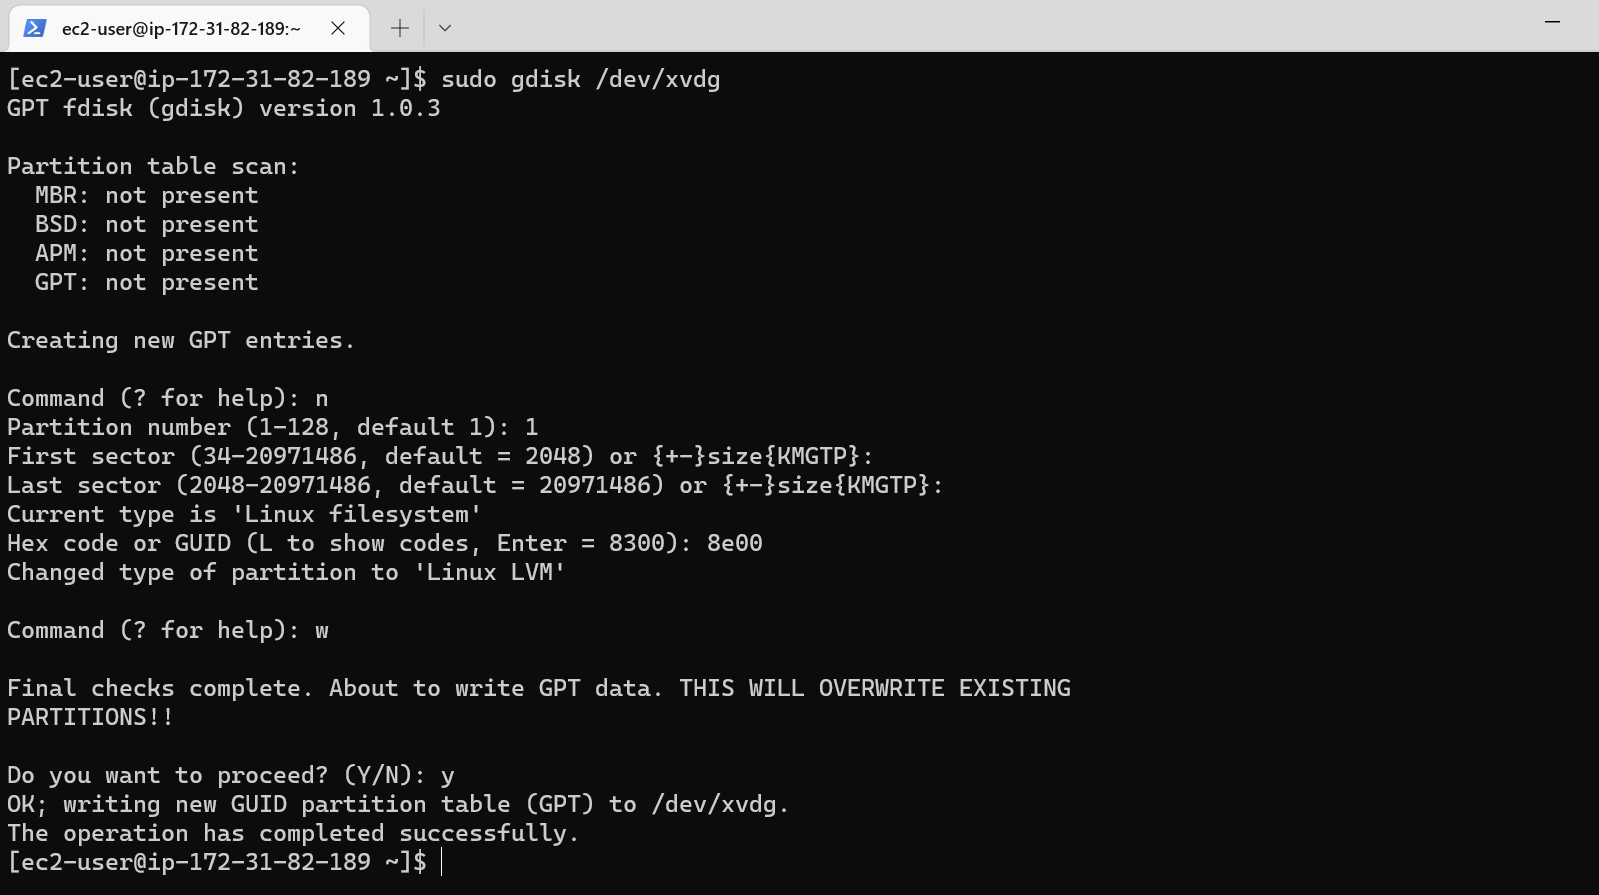 ec2-user@ip-172-31-82-189:~
[ec2-user@ip-172-31-82-189 ~]$ sudo gdisk /dev/xvdg
GPT fdisk (gdisk) version 1.0.3
Partition table scan:
  MBR: not present
  BSD: not present
  APM: not present
  GPT: not present
Creating new GPT entries.
Command (? for help): n
Partition number (1-128, default 1): 1
First sector (34-20971486, default = 2048) or {+-}size{KMGTP}:
Last sector (2048-20971486, default = 20971486) or {+-}size{KMGTP}:
Current type is 'Linux filesystem'
Hex code or GUID (L to show codes, Enter = 8300): 8e00
Changed type of partition to 'Linux LVM'
Command (? for help): w
Final checks complete. About to write GPT data. THIS WILL OVERWRITE EXISTING
PARTITIONS!!
Do you want to proceed? (Y/N): y
OK; writing new GUID partition table (GPT) to /dev/xvdg.
The operation has completed successfully.
[ec2-user@ip-172-31-82-189 ~]$